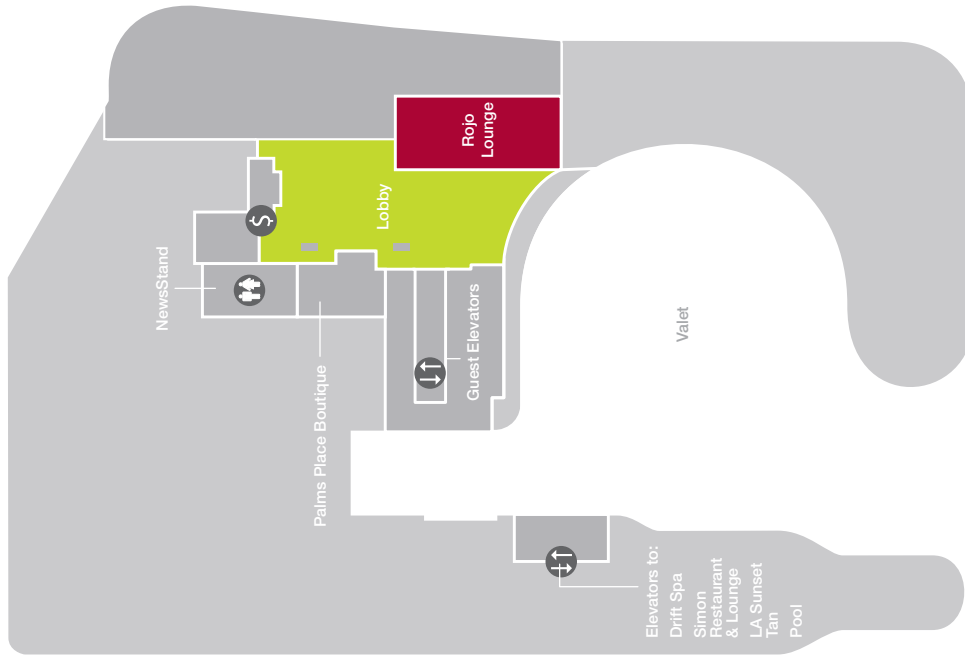 Rojo
Lounge
Lobby
$
NewsStand
Palms Place Boutique
Guest Elevators
Valet
Elevators to:
Drift Spa
Simon
Restaurant
& Lounge
LA Sunset
Tan
Pool